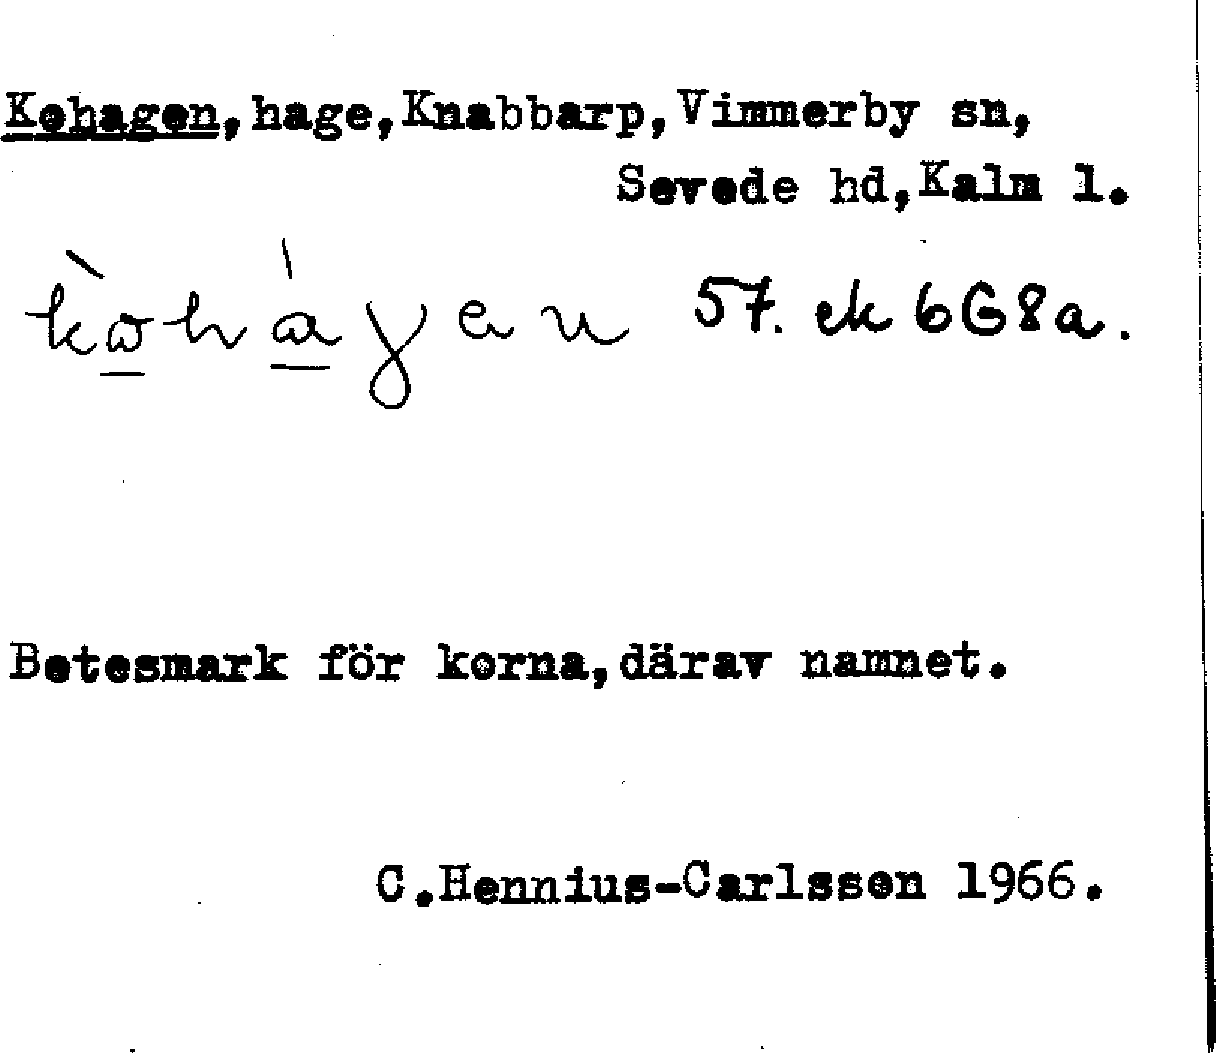 Kohagen, hage, Knabbarp, Vimmerby sn,
Sevede hd, Kalm l.
kohagen 57. ek 6G8a.
Betesmark för korna, därav namnet.
C.Hennius-Carlsson 1966.